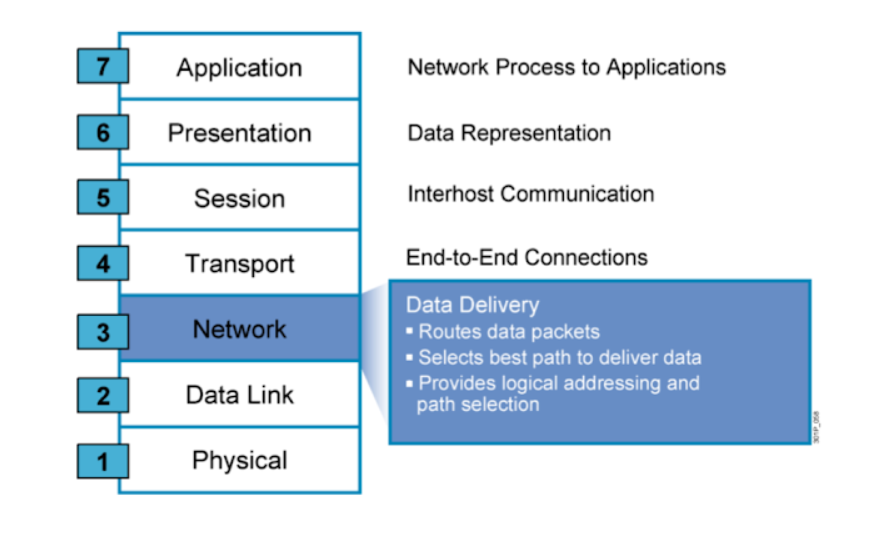 7 Application Network Process to Applications
6 Presentation Data Representation
5 Session Interhost Communication
4 Transport End-to-End Connections
3 Network
Data Delivery
▪ Routes data packets
▪ Selects best path to deliver data
▪ Provides logical addressing and
path selection
2 Data Link
1 Physical
301P_058